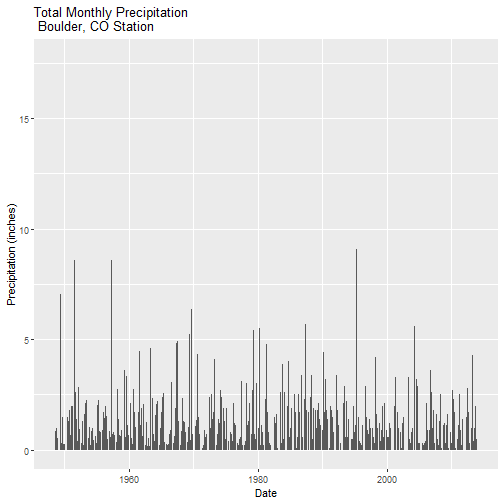 Total Monthly Precipitation
Boulder, CO Station
Precipitation (inches)
15
10
5
0
1960
1980
2000
Date